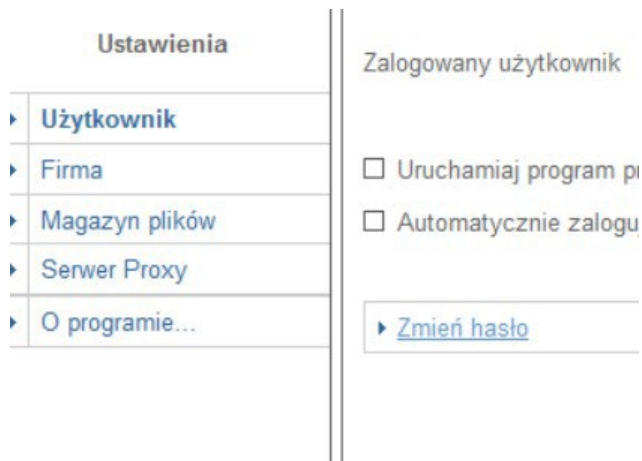 Ustawienia
Użytkownik
Firma
Magazyn plików
Serwer Proxy
O programie...
Zalogowany użytkownik
Uruchamiaj program
Automatycznie
Zmień hasło